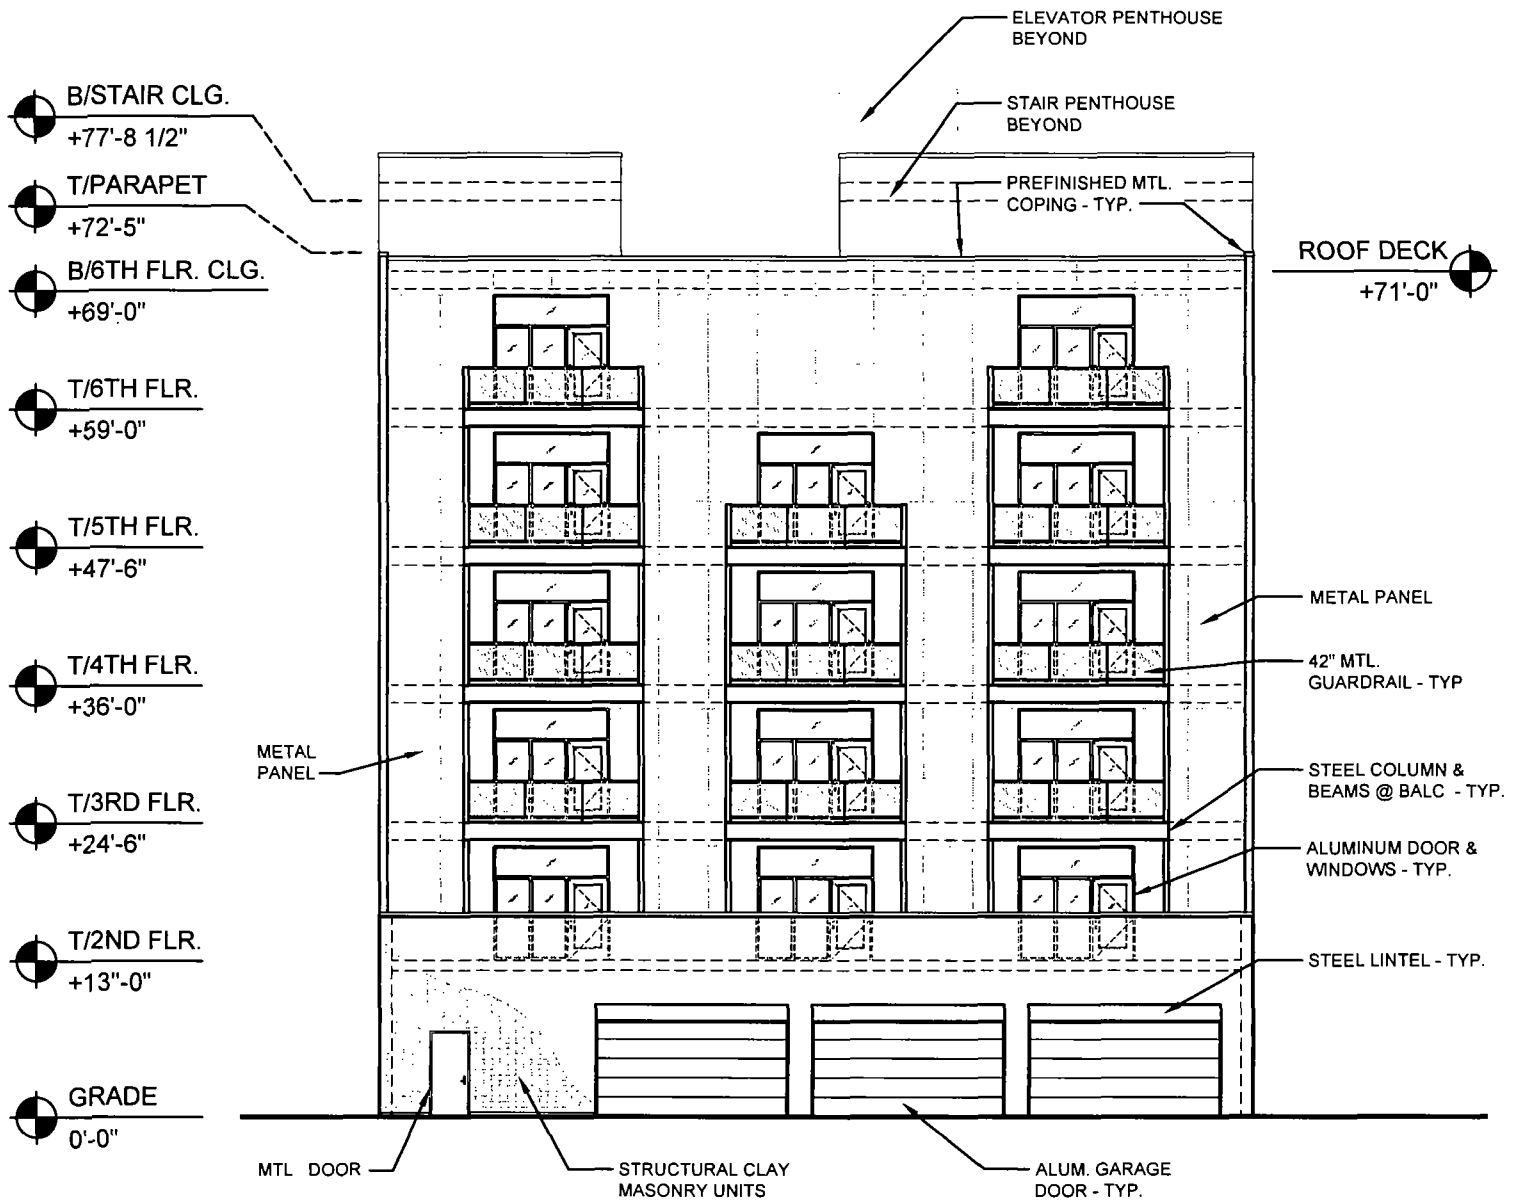 ELEVATOR PENTHOUSE
BEYOND
B/STAIR CLG.
+77'-8 1/2"
STAIR PENTHOUSE
BEYOND
T/PARAPET
+72'-5"
PREFINISHED MTL.
COPING - TYP.
B/6TH FLR. CLG.
+69'-0"
ROOF DECK
+71'-0"
T/6TH FLR.
+59'-0"
T/5TH FLR.
+47'-6"
METAL PANEL
T/4TH FLR.
+36'-0"
42" MTL.
GUARDRAIL - TYP
METAL
PANEL
STEEL COLUMN &
BEAMS @ BALC - TYP.
T/3RD FLR.
+24'-6"
ALUMINUM DOOR &
WINDOWS - TYP.
T/2ND FLR.
+13"-0"
STEEL LINTEL - TYP.
GRADE
0'-0"
MTL DOOR
STRUCTURAL CLAY
MASONRY UNITS
ALUM. GARAGE
DOOR - TYP.